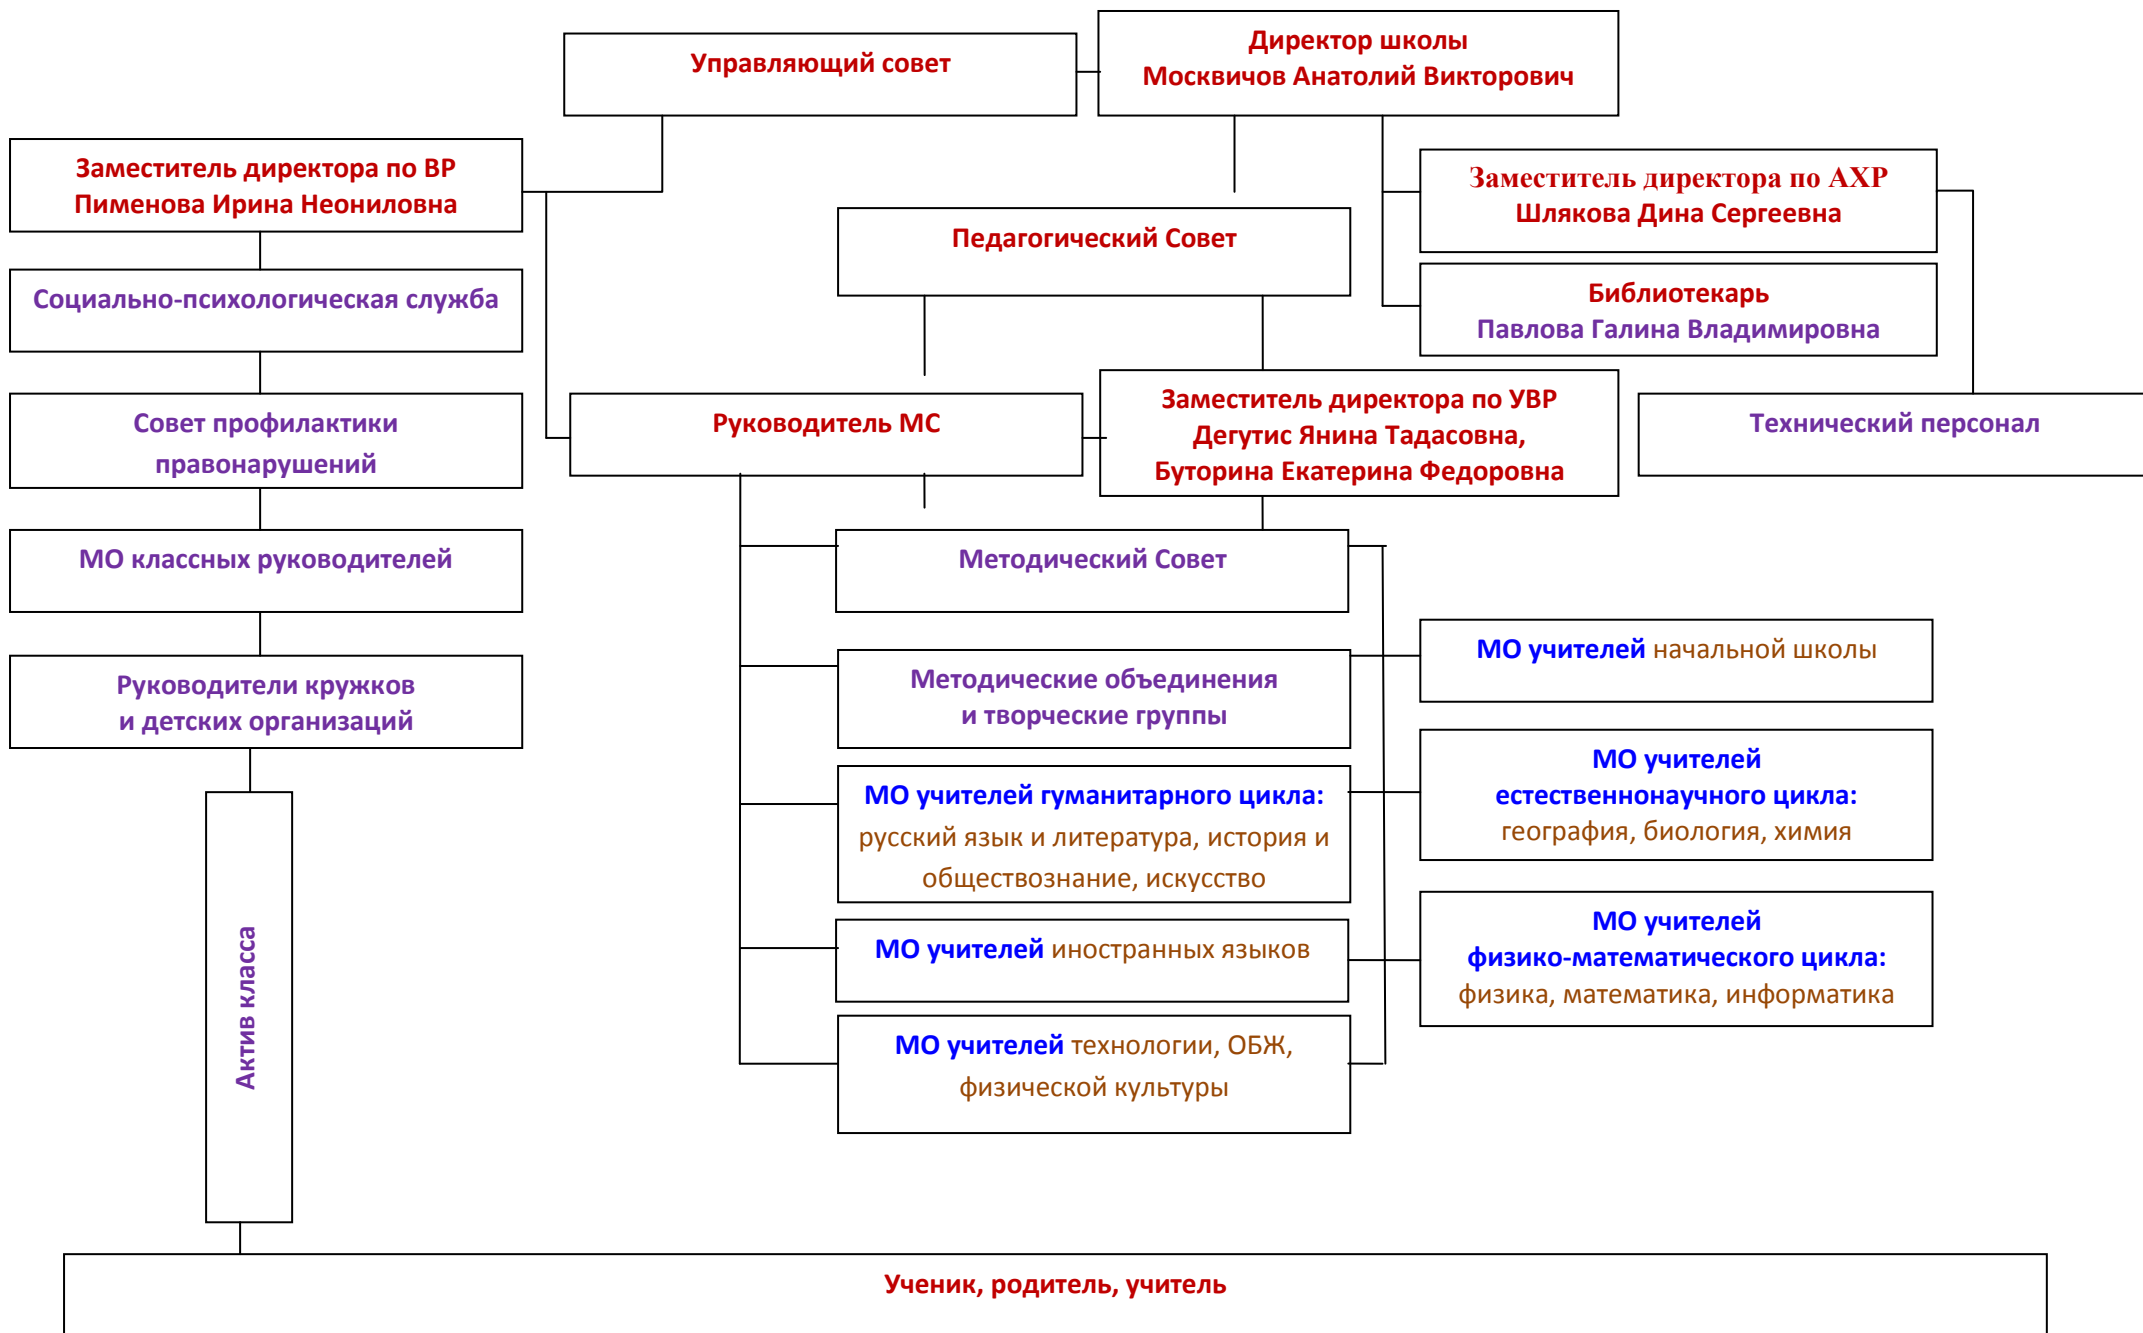 Управляющий совет
Директор школы
Москвичов Анатолий Викторович
Заместитель директора по ВР
Пименова Ирина Неониловна
Заместитель директора по АХР
Шлякова Дина Сергеевна
Педагогический Совет
Социально-психологическая служба
Библиотекарь
Павлова Галина Владимировна
Совет профилактики
правонарушений
Руководитель МС
Заместитель директора по УВР
Дегутис Янина Тадасовна,
Буторина Екатерина Федоровна
Технический персонал
МО классных руководителей
Методический Совет
Руководители кружков
и детских организаций
Методические объединения
и творческие группы
МО учителей начальной школы
МО учителей гуманитарного цикла:
русский язык и литература, история и
обществознание, искусство
МО учителей
естественнонаучного цикла:
география, биология, химия
Актив класса
МО учителей иностранных языков
МО учителей
физико-математического цикла:
физика, математика, информатика
МО учителей технологии, ОБЖ,
физической культуры
Ученик, родитель, учитель